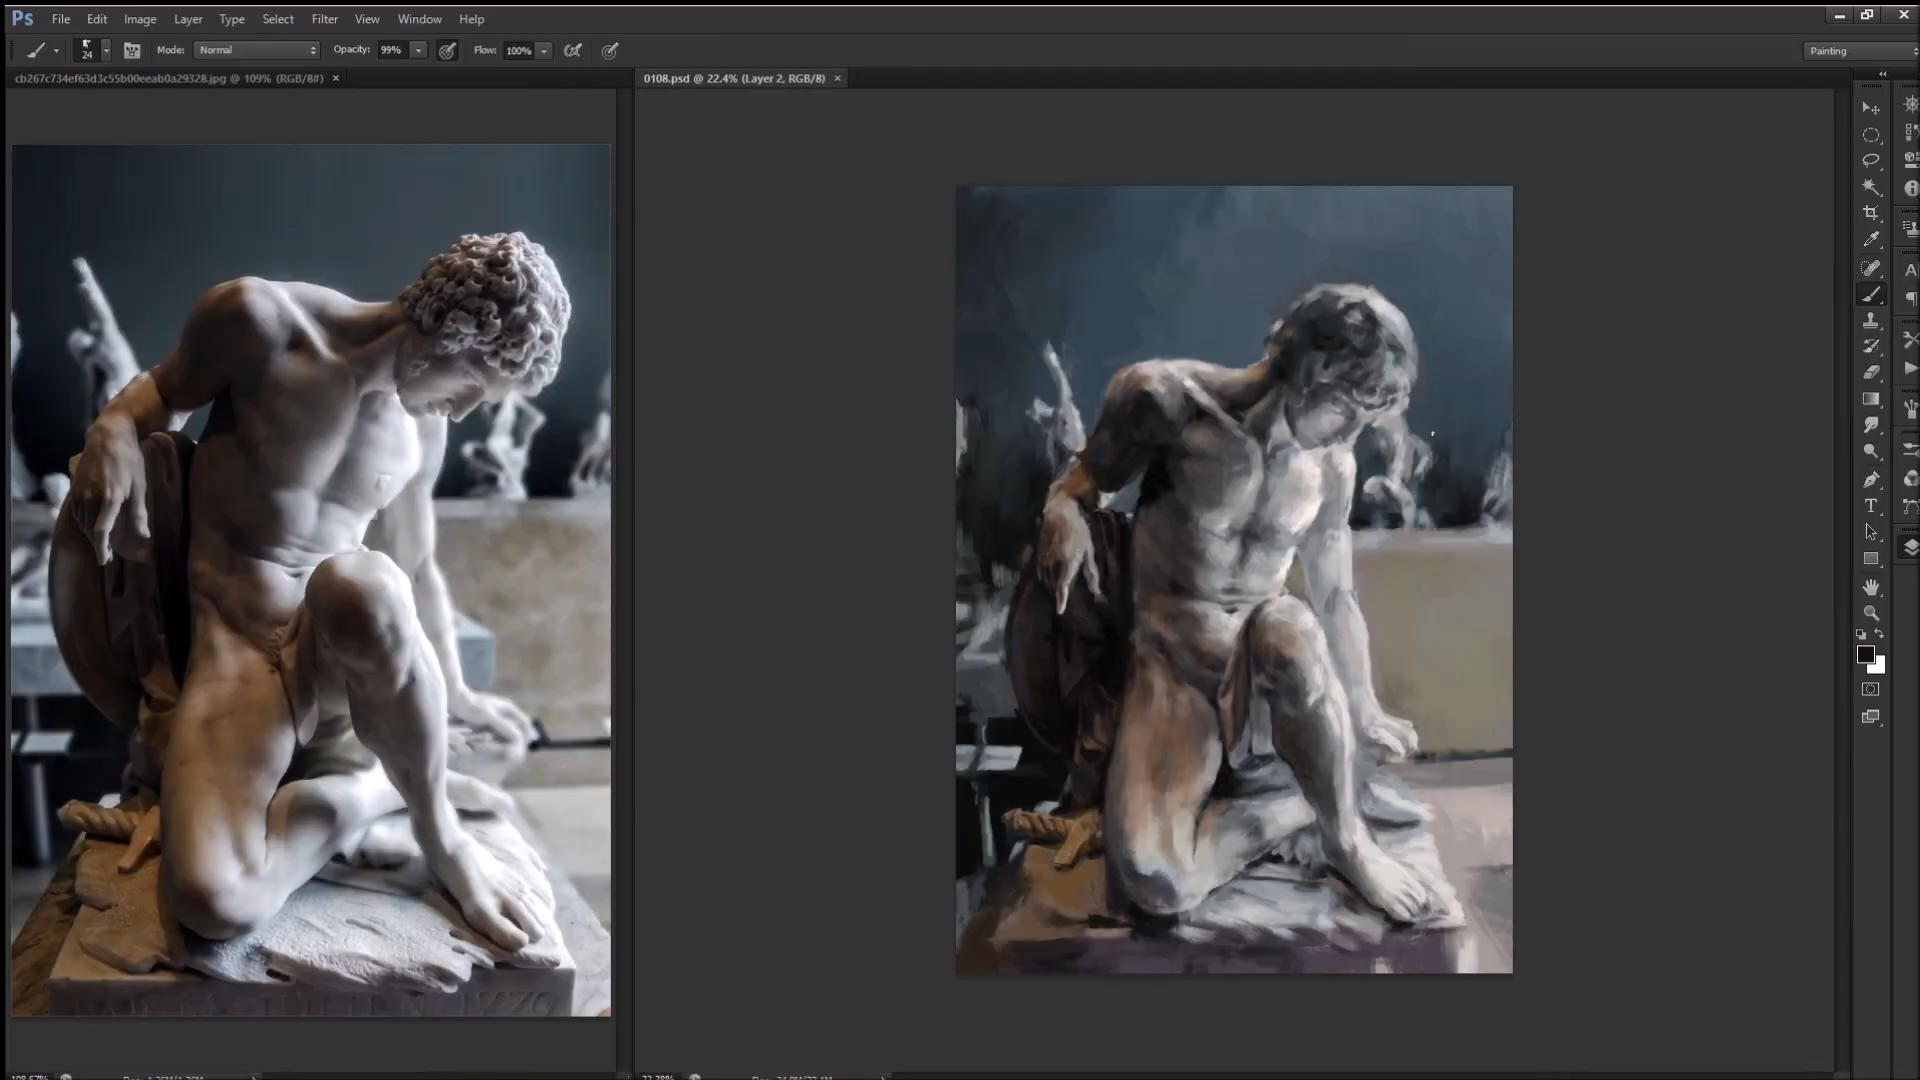 Ps File Edit Image Layer Type Select Filter View Window Help
24 Mode: Normal Opacity: 99% Flow: 100% Painting
cb267c734ef63d3c55b00eeab0a29328.jpg @ 109% (RGB/8#) ×
0108.psd @ 22.4% (Layer 2, RGB/8) ×